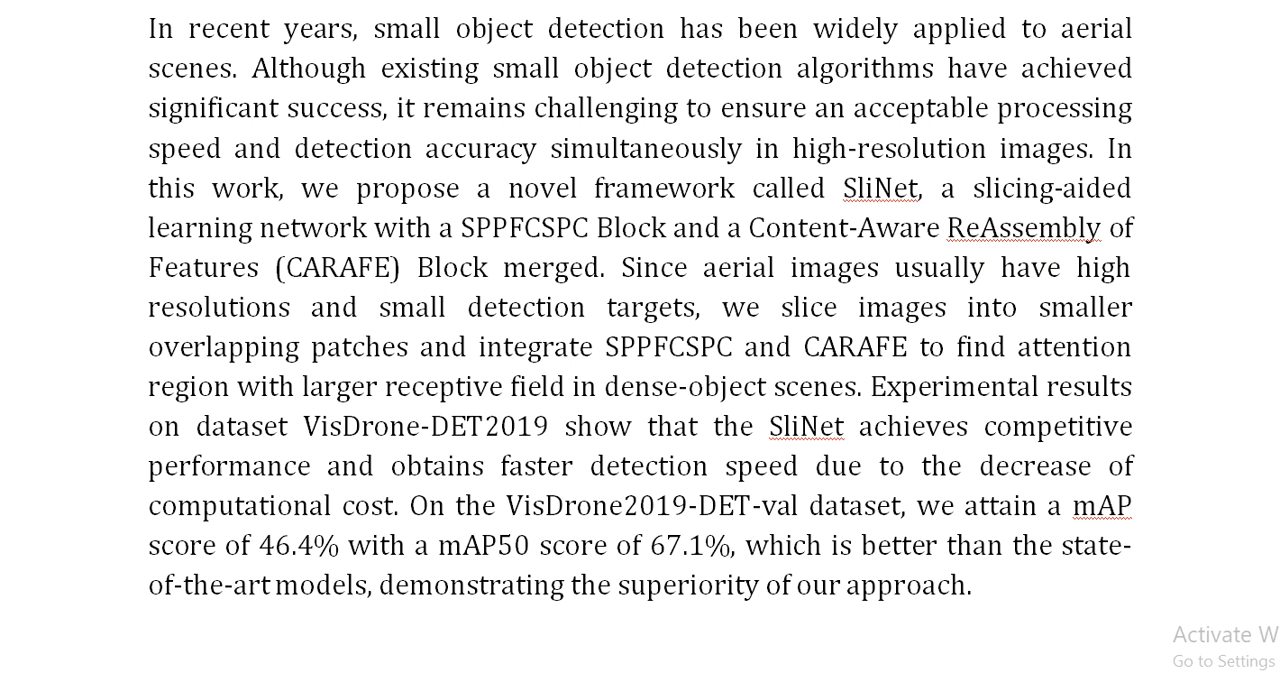 In recent years, small object detection has been widely applied to aerial
scenes. Although existing small object detection algorithms have achieved
significant success, it remains challenging to ensure an acceptable processing
speed and detection accuracy simultaneously in high-resolution images. In
this work, we propose a novel framework called SliNet, a slicing-aided
learning network with a SPPFCSPC Block and a Content-Aware ReAssembly of
Features (CARAFE) Block merged. Since aerial images usually have high
resolutions and small detection targets, we slice images into smaller
overlapping patches and integrate SPPFCSPC and CARAFE to find attention
region with larger receptive field in dense-object scenes. Experimental results
on dataset VisDrone-DET2019 show that the SliNet achieves competitive
performance and obtains faster detection speed due to the decrease of
computational cost. On the VisDrone2019-DET-val dataset, we attain a mAP
score of 46.4% with a mAP50 score of 67.1%, which is better than the state-
of-the-art models, demonstrating the superiority of our approach.
Activate W
Go to Settings